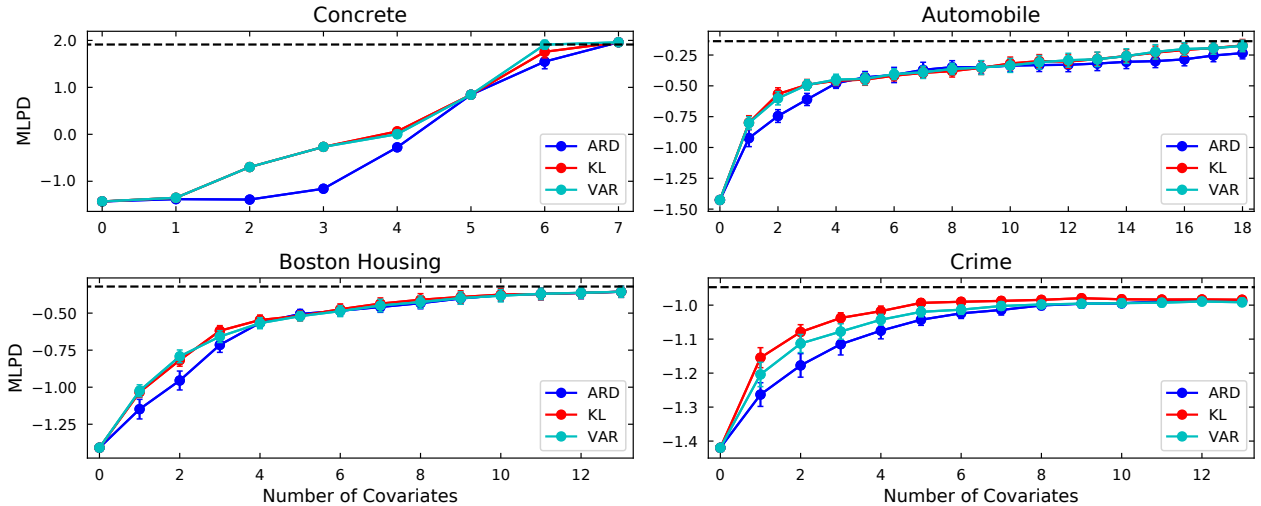 Concrete
MLPD
2.0
1.0
0.0
−1.0
0 1 2 3 4 5 6 7
ARD
KL
VAR
Automobile
−0.25
−0.50
−0.75
−1.00
−1.25
−1.50
0 2 4 6 8 10 12 14 16 18
ARD
KL
VAR
Boston Housing
MLPD
−0.50
−0.75
−1.00
−1.25
0 2 4 6 8 10 12
Number of Covariates
ARD
KL
VAR
Crime
−1.0
−1.1
−1.2
−1.3
−1.4
0 2 4 6 8 10 12
Number of Covariates
ARD
KL
VAR